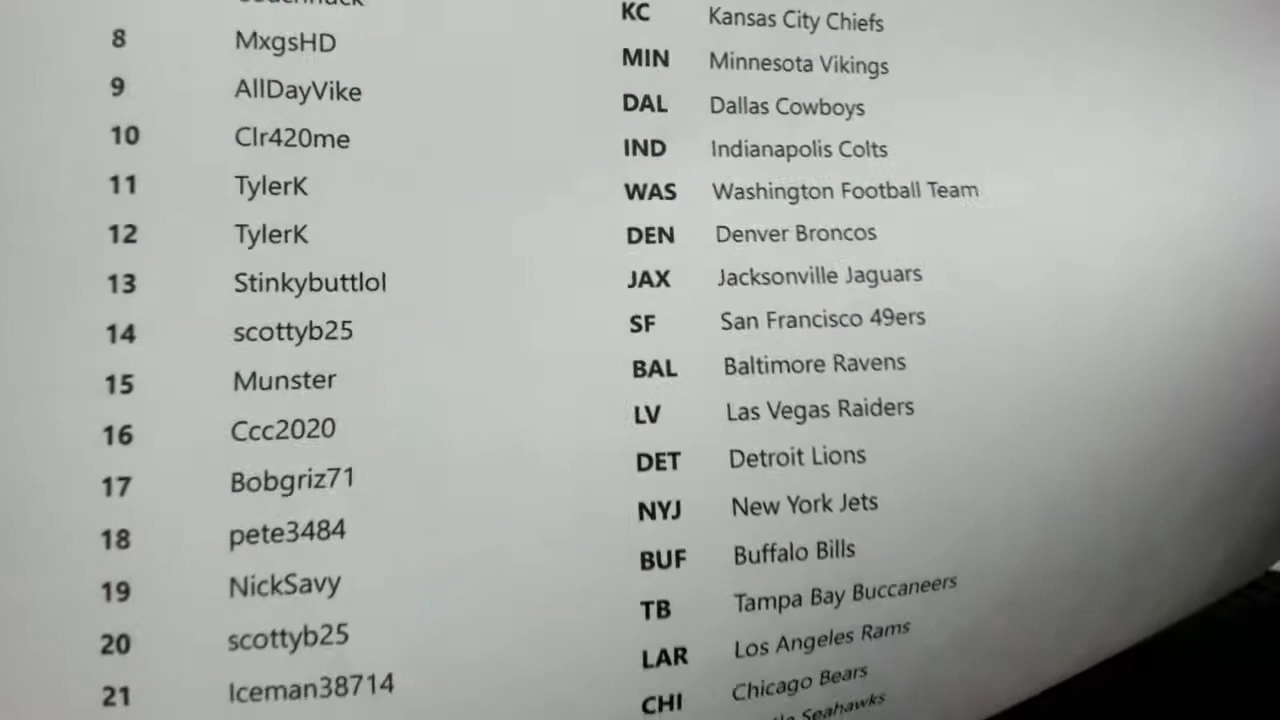 KC Kansas City Chiefs
8 MxgsHD MIN Minnesota Vikings
9 AllDayVike DAL Dallas Cowboys
10 Clr420me IND Indianapolis Colts
11 TylerK WAS Washington Football Team
12 TylerK DEN Denver Broncos
13 Stinkybuttlol JAX Jacksonville Jaguars
14 scottyb25 SF San Francisco 49ers
15 Munster BAL Baltimore Ravens
16 Ccc2020 LV Las Vegas Raiders
17 Bobgriz71 DET Detroit Lions
18 pete3484 NYJ New York Jets
19 NickSavy BUF Buffalo Bills
20 scottyb25 TB Tampa Bay Buccaneers
21 Iceman38714 LAR Los Angeles Rams
CHI Chicago Bears
Seahawks